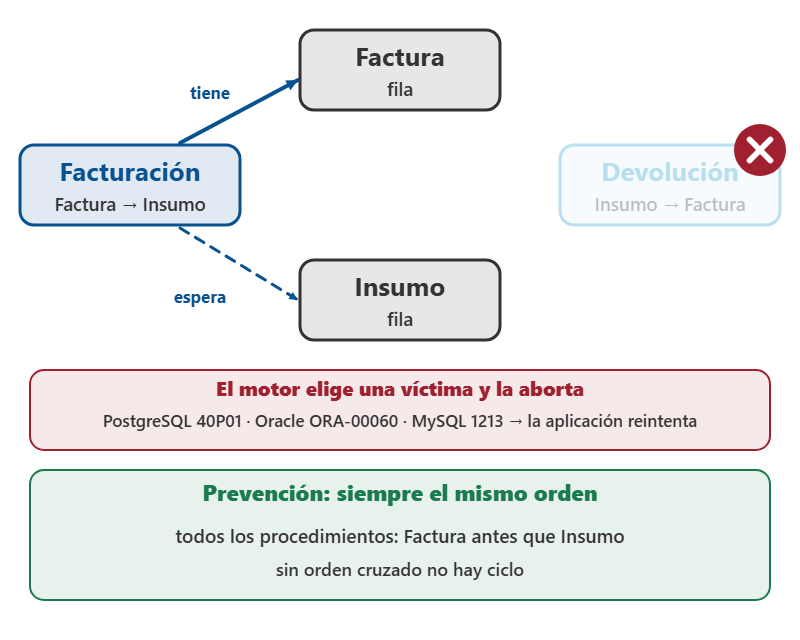 Factura
fila
tiene
Facturación
Factura → Insumo
Devolución
Insumo → Factura
espera
Insumo
fila
El motor elige una víctima y la aborta
PostgreSQL 40P01 · Oracle ORA-00060 · MySQL 1213 → la aplicación reintenta
Prevención: siempre el mismo orden
todos los procedimientos: Factura antes que Insumo
sin orden cruzado no hay ciclo